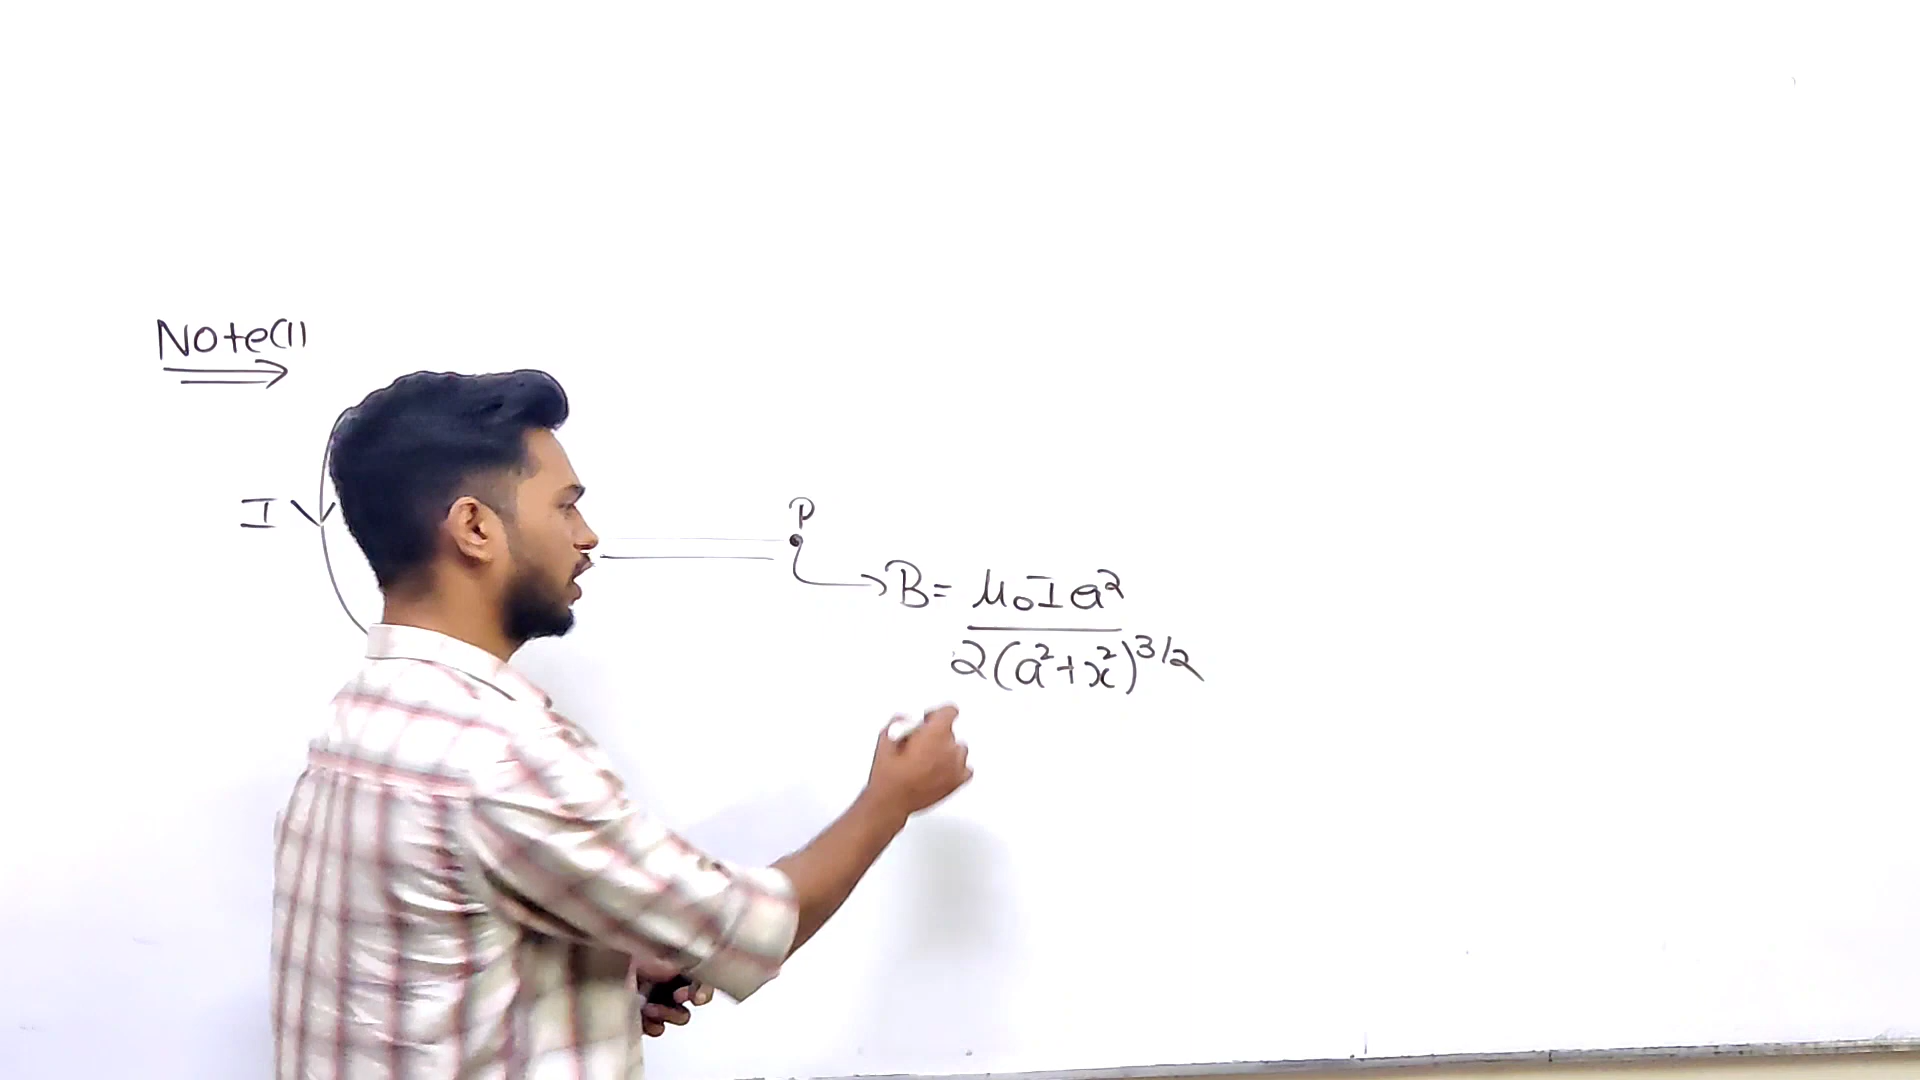 Note(1)
I
P
B = μ₀Ia²
2(a²+x²)^3/2